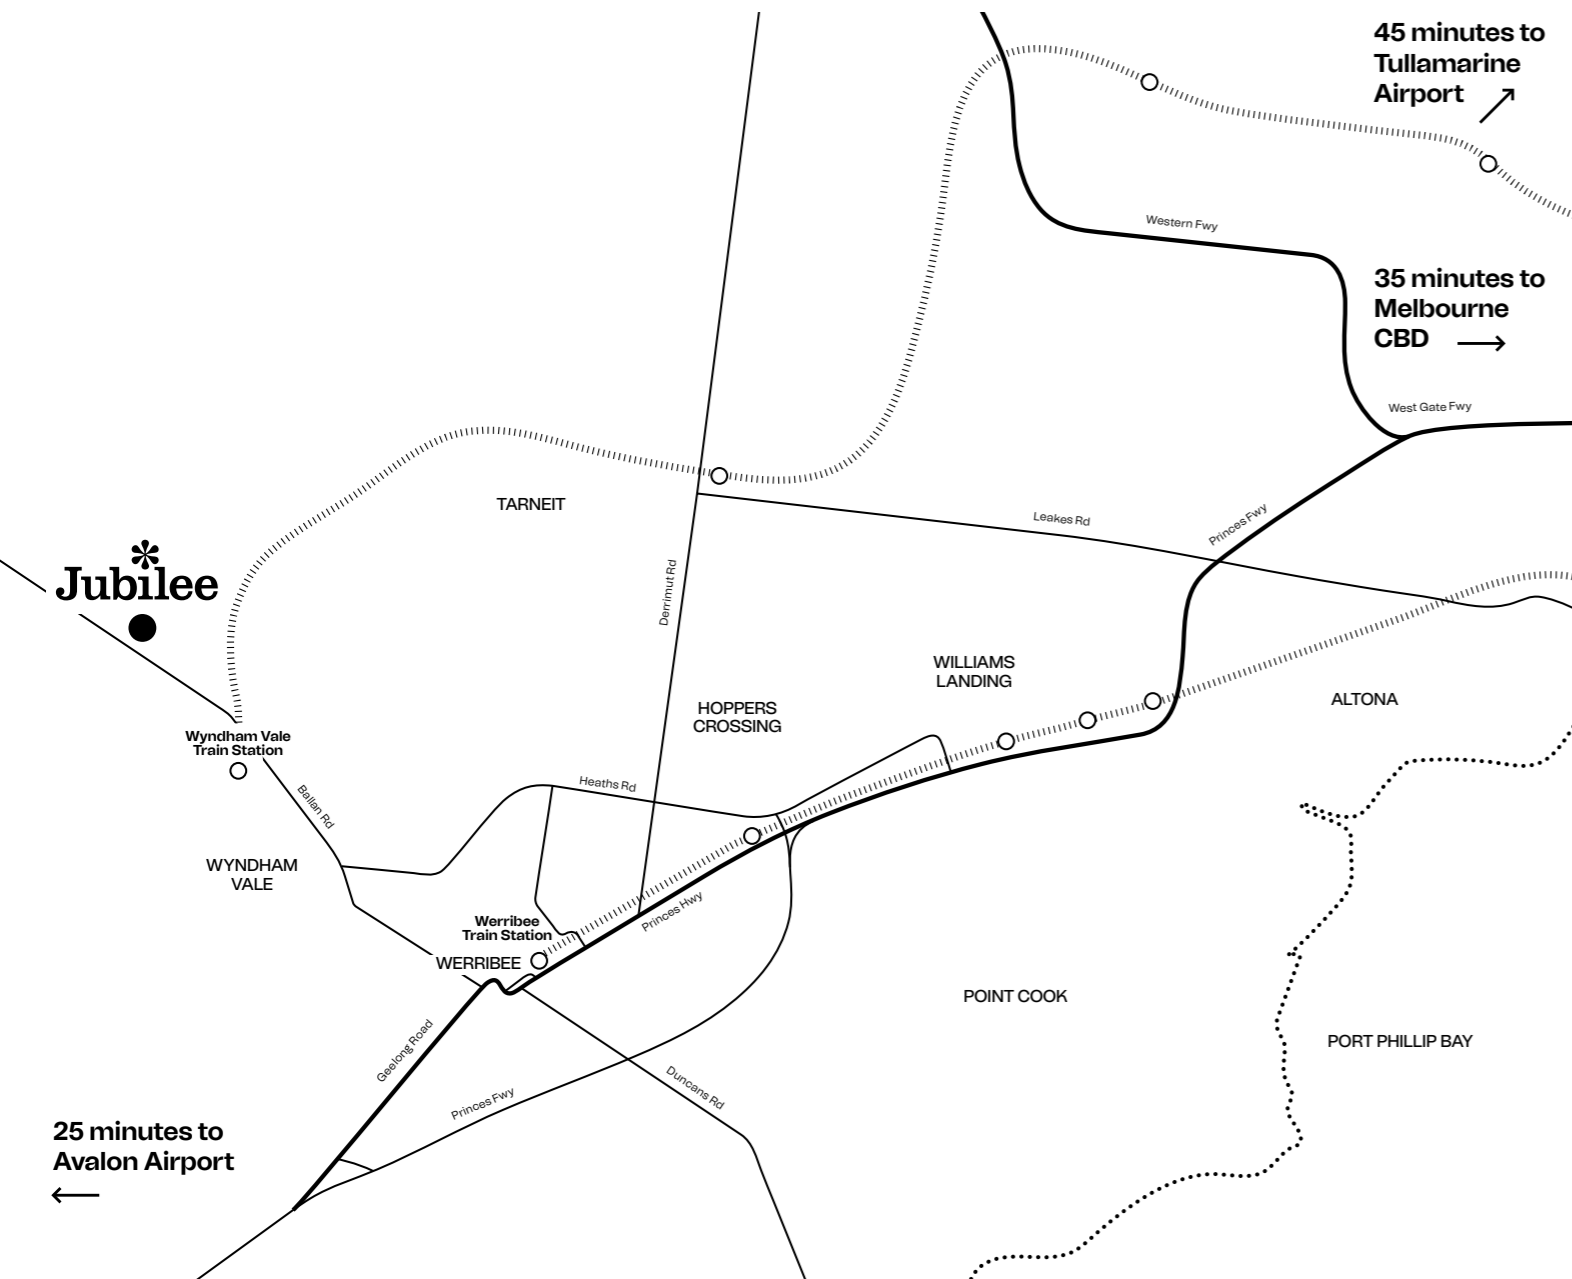 45 minutes to
Tullamarine
Airport
Western Fwy
35 minutes to
Melbourne
CBD
West Gate Fwy
TARNEIT
Leakes Rd
Princes Fwy
Jubilee
Derrimut Rd
WILLIAMS
LANDING
ALTONA
HOPPERS
CROSSING
Wyndham Vale
Train Station
Heaths Rd
Ballan Rd
WYNDHAM
VALE
Werribee
Train Station
Princes Hwy
WERRIBEE
POINT COOK
PORT PHILLIP BAY
Geelong Road
Duncans Rd
Princes Fwy
25 minutes to
Avalon Airport